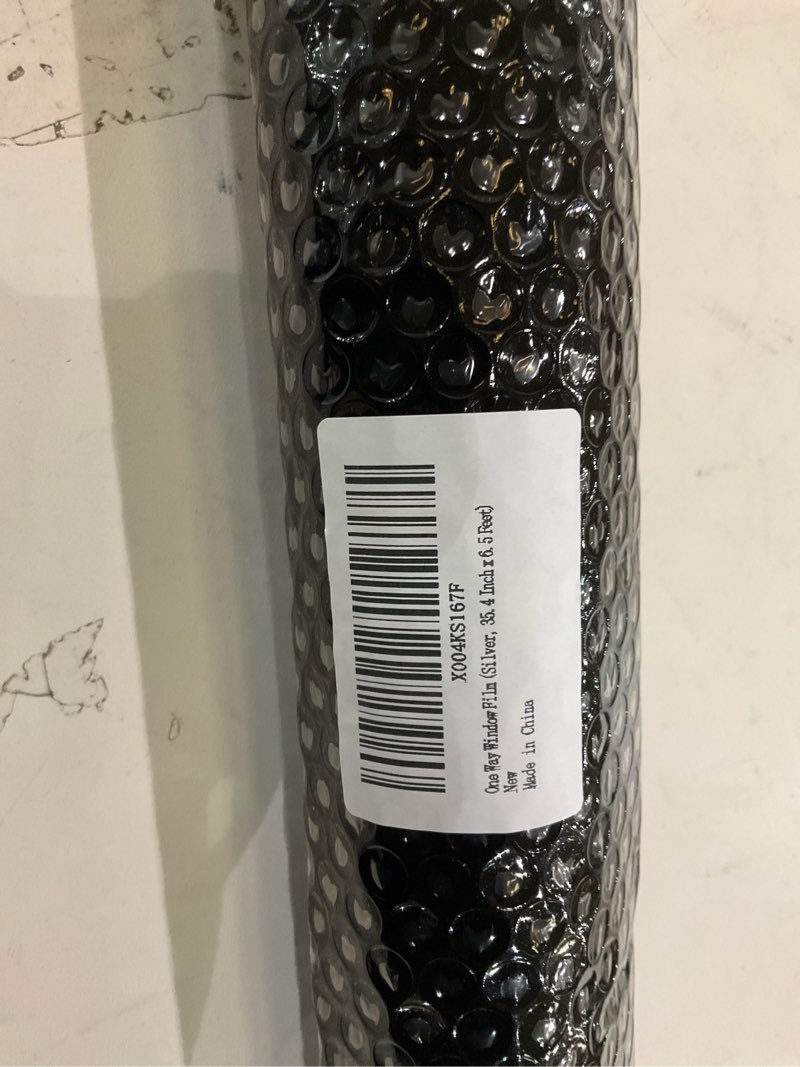 X004KS167F
One Way Window Film (Silver, 35.4 Inch x 6.5 Feet)
New
Made in China